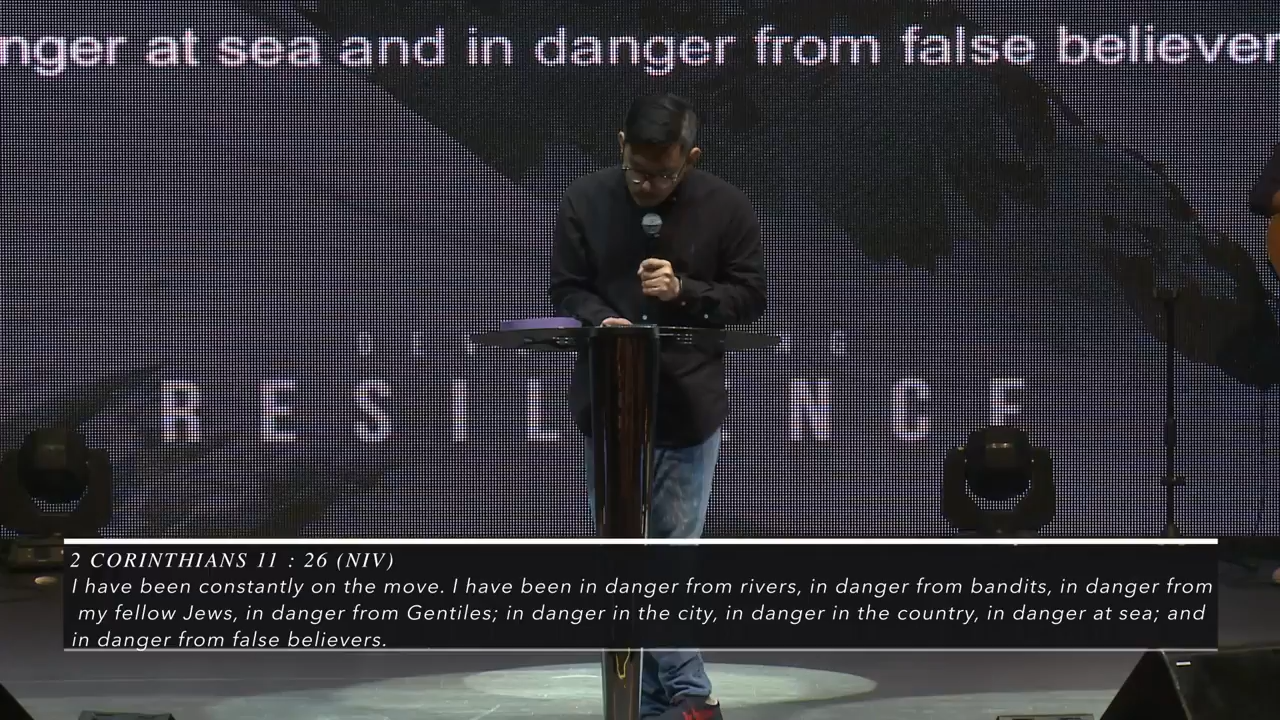 nger at sea and in danger from false believer
RESIL NCE
2 CORINTHIANS 11 : 26 (NIV)
I have been constantly on the move. I have been in danger from rivers, in danger from bandits, in danger from
my fellow Jews, in danger from Gentiles; in danger in the city, in danger in the country, in danger at sea; and
in danger from false believers.